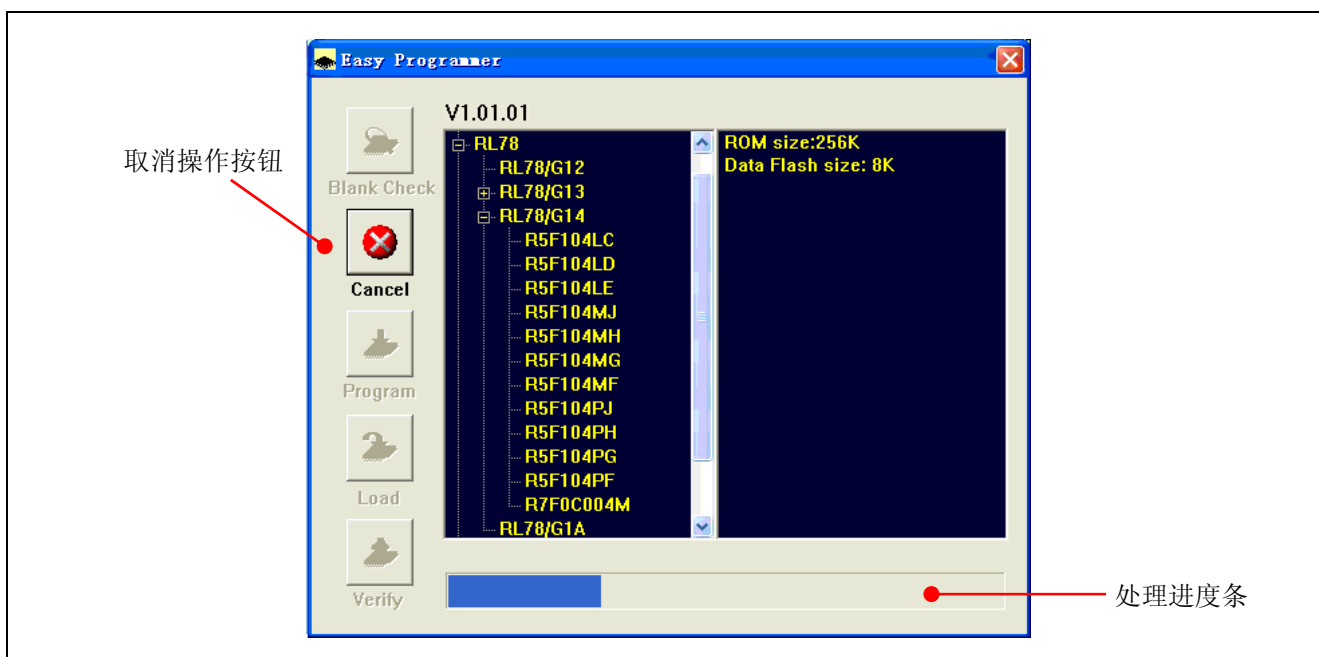 Easy Programmer
V1.01.01
取消操作按钮
Blank Check
Cancel
Program
Load
Verify
RL78
RL78/G12
RL78/G13
RL78/G14
R5F104LC
R5F104LD
R5F104LE
R5F104MJ
R5F104MH
R5F104MG
R5F104MF
R5F104PJ
R5F104PH
R5F104PG
R5F104PF
R7F0C004M
RL78/G1A
ROM size:256K
Data Flash size: 8K
处理进度条